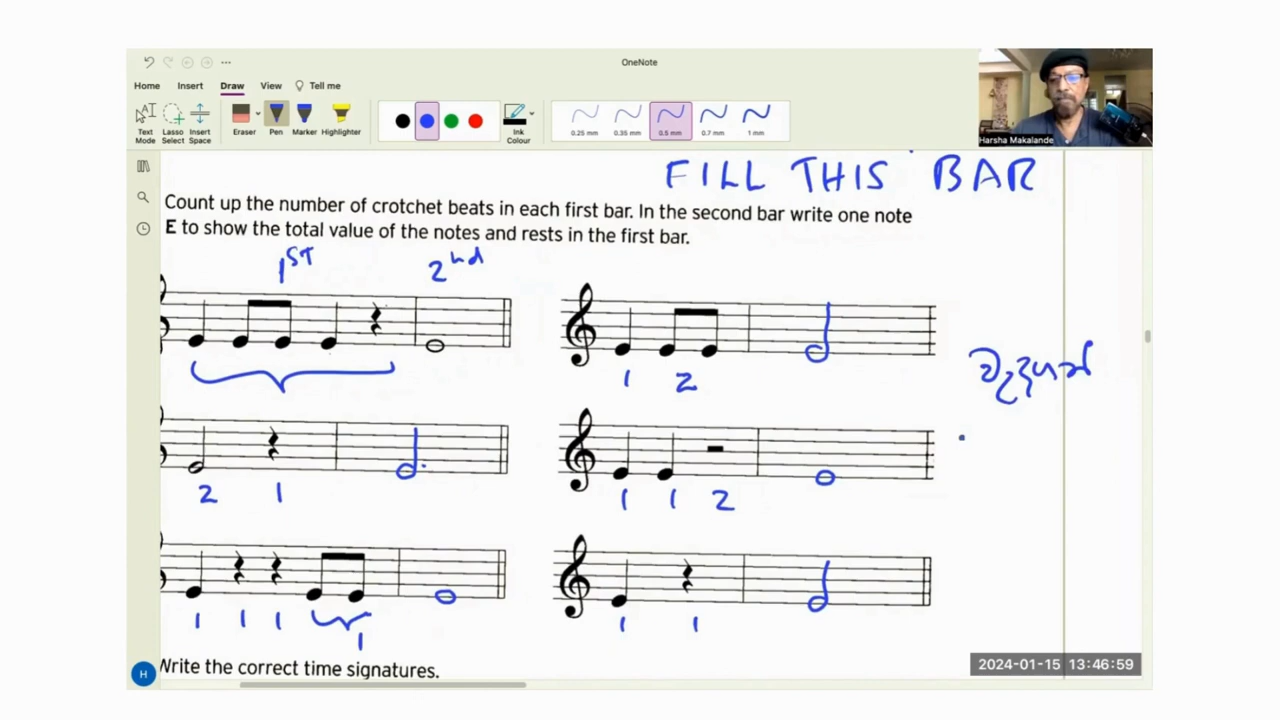 OneNote
Home Insert Draw View Tell me
Text Mode Lasso Select Insert Space Eraser Pen Marker Highlighter Ink Colour 0.25 mm 0.35 mm 0.5 mm 0.7 mm 1 mm
Harsha Makalande
FILL THIS BAR
Count up the number of crotchet beats in each first bar. In the second bar write one note
E to show the total value of the notes and rests in the first bar.
1ST 2nd
1 2
2 1
1 1 2
1 1 1 1
1 1
Write the correct time signatures.
H
2024-01-15 13:46:59